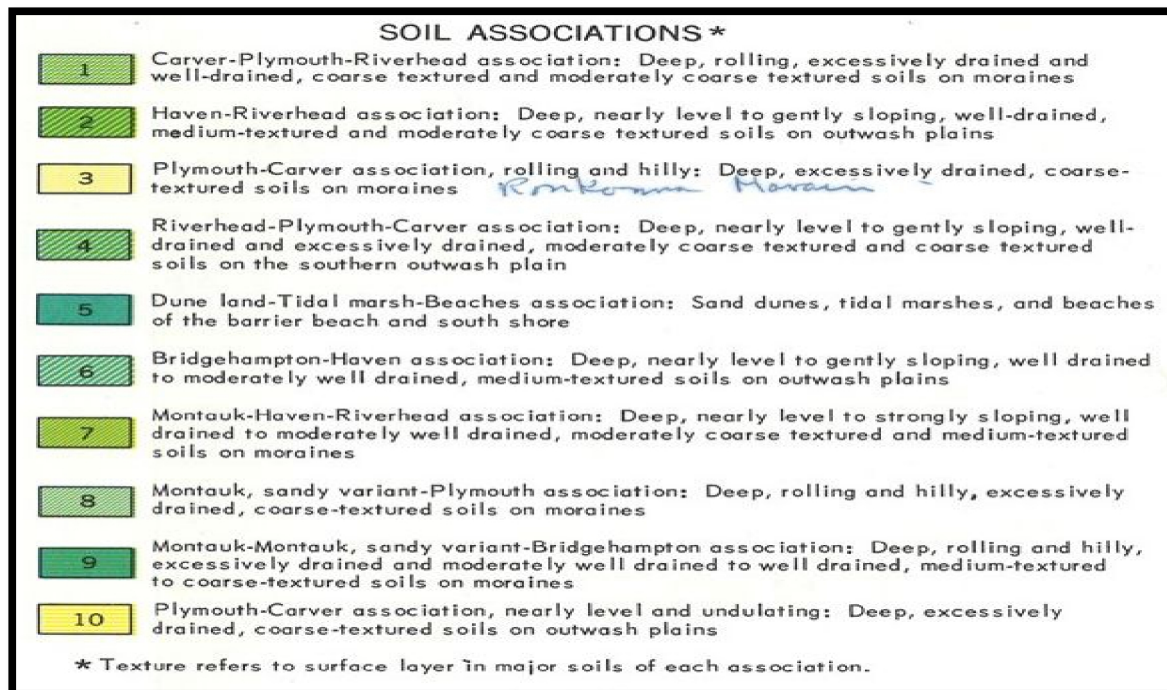 SOIL ASSOCIATIONS*
1 Carver-Plymouth-Riverhead association: Deep, rolling, excessively drained and
well-drained, coarse textured and moderately coarse textured soils on moraines
2 Haven-Riverhead association: Deep, nearly level to gently sloping, well-drained,
medium-textured and moderately coarse textured soils on outwash plains
3 Plymouth-Carver association, rolling and hilly: Deep, excessively drained, coarse-
textured soils on moraines
4 Riverhead-Plymouth-Carver association: Deep, nearly level to gently sloping, well-
drained and excessively drained, moderately coarse textured and coarse textured
soils on the southern outwash plain
5 Dune land-Tidal marsh-Beaches association: Sand dunes, tidal marshes, and beaches
of the barrier beach and south shore
6 Bridgehampton-Haven association: Deep, nearly level to gently sloping, well drained
to moderately well drained, medium-textured soils on outwash plains
7 Montauk-Haven-Riverhead association: Deep, nearly level to strongly sloping, well
drained to moderately well drained, moderately coarse textured and medium-textured
soils on moraines
8 Montauk, sandy variant-Plymouth association: Deep, rolling and hilly, excessively
drained, coarse-textured soils on moraines
9 Montauk-Montauk, sandy variant-Bridgehampton association: Deep, rolling and hilly,
excessively drained and moderately well drained to well drained, medium-textured
to coarse-textured soils on moraines
10 Plymouth-Carver association, nearly level and undulating: Deep, excessively
drained, coarse-textured soils on outwash plains
* Texture refers to surface layer in major soils of each association.